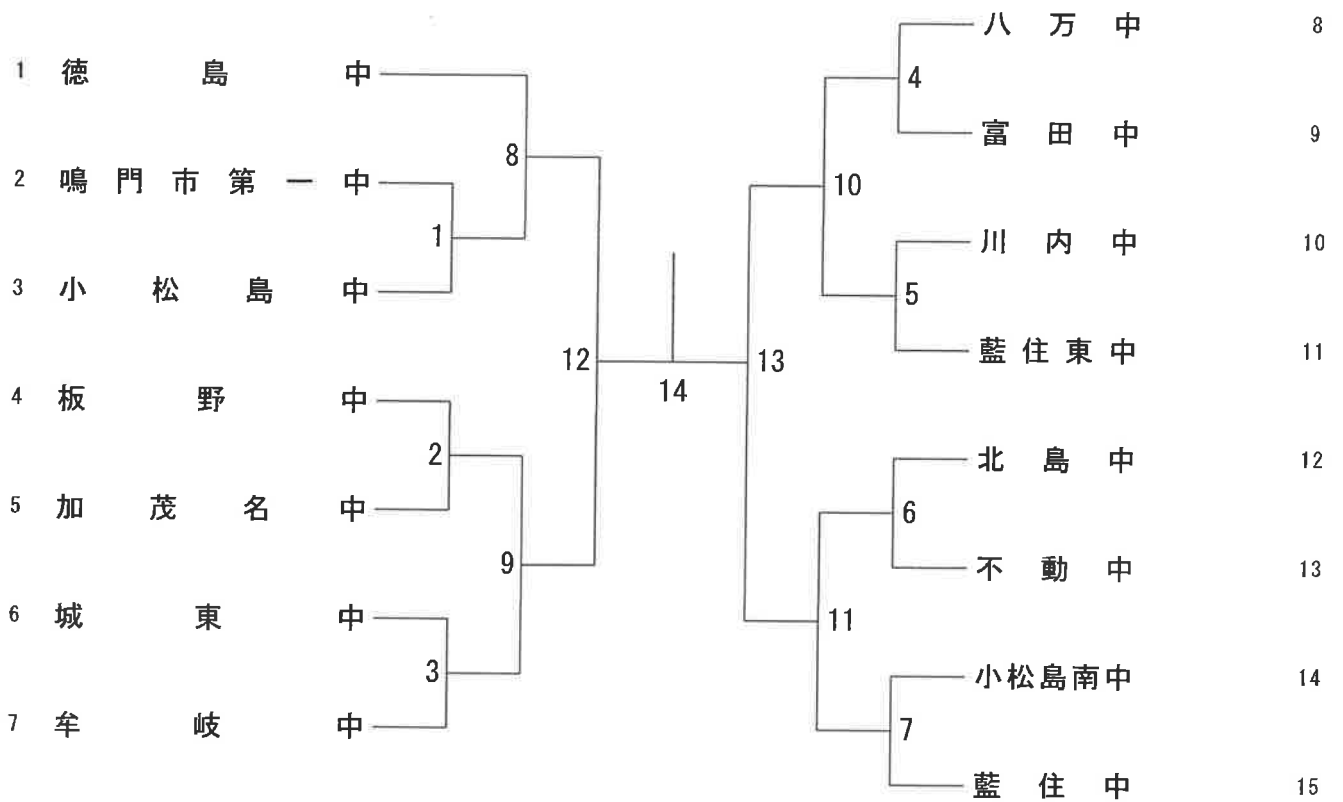 1 徳島中
2 鳴門市第一中
3 小松島中
4 板野中
5 加茂名中
6 城東中
7 牟岐中
8
1
2
9
3
12
14
13
10
4
5
11
6
7
八万中 8
富田中 9
川内中 10
藍住東中 11
北島中 12
不動中 13
小松島南中 14
藍住中 15